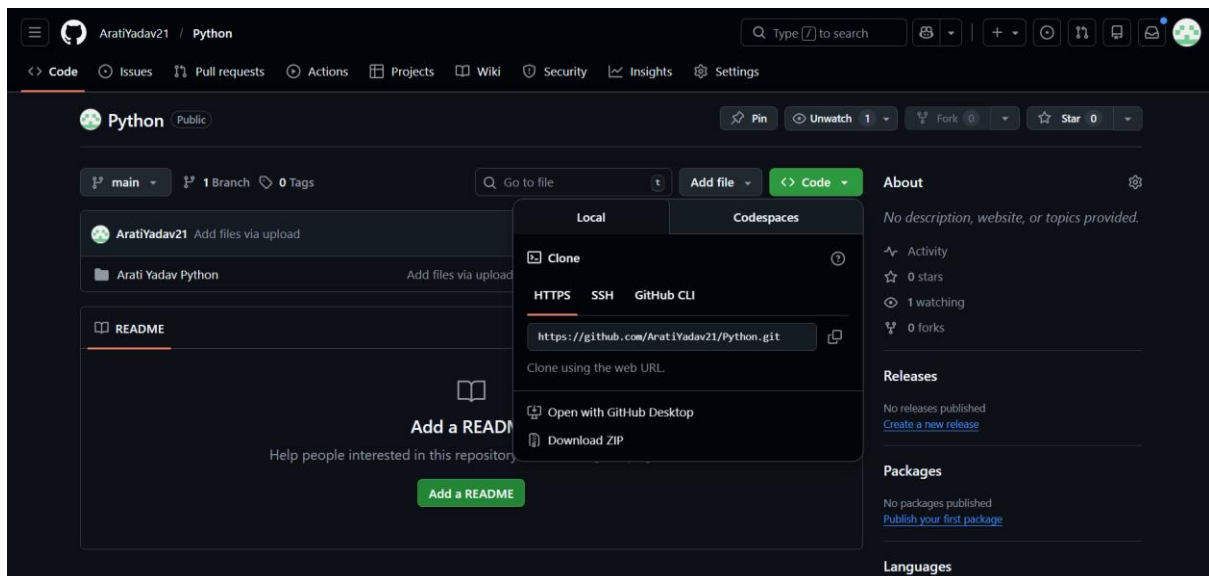 AratiYadav21 / Python
Type / to search
Code Issues Pull requests Actions Projects Wiki Security Insights Settings
Python Public
Pin Unwatch 1 Fork 0 Star 0
main 1 Branch 0 Tags
Go to file t Add file Code
AratiYadav21 Add files via upload
Arati Yadav Python Add files via upload
README
Add a READ
Help people interested in this repository
Add a README
Local Codespaces
Clone
HTTPS SSH GitHub CLI
https://github.com/AratiYadav21/Python.git
Clone using the web URL.
Open with GitHub Desktop
Download ZIP
About
No description, website, or topics provided.
Activity
0 stars
1 watching
0 forks
Releases
No releases published
Create a new release
Packages
No packages published
Publish your first package
Languages